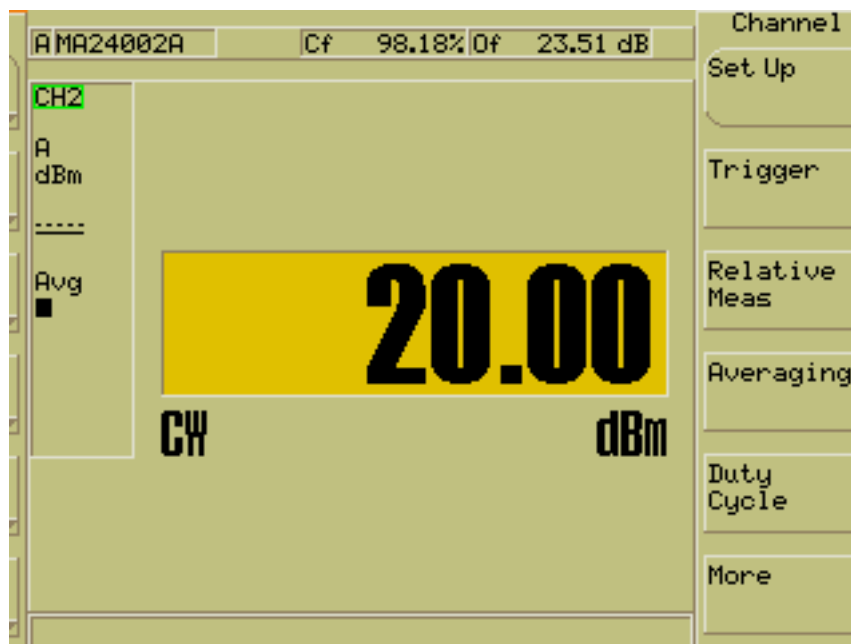 A MA24002A Cf 98.18% Of 23.51 dB
CH2
A
dBm
-----
Avg
20.00
CW
dBm
Channel
Set Up
Trigger
Relative
Meas
Averaging
Duty
Cycle
More